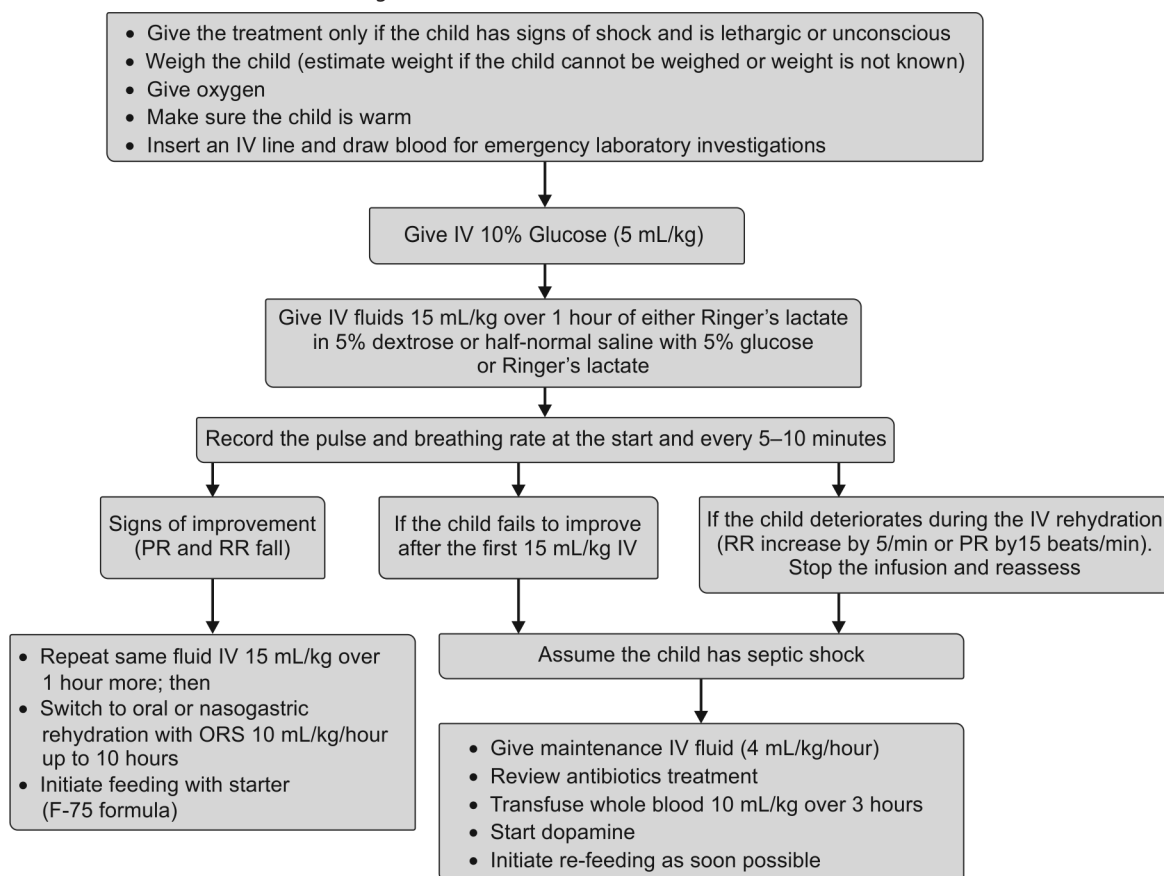 • Give the treatment only if the child has signs of shock and is lethargic or unconscious
• Weigh the child (estimate weight if the child cannot be weighed or weight is not known)
• Give oxygen
• Make sure the child is warm
• Insert an IV line and draw blood for emergency laboratory investigations
Give IV 10% Glucose (5 mL/kg)
Give IV fluids 15 mL/kg over 1 hour of either Ringer's lactate
in 5% dextrose or half-normal saline with 5% glucose
or Ringer's lactate
Record the pulse and breathing rate at the start and every 5–10 minutes
Signs of improvement
(PR and RR fall)
If the child fails to improve
after the first 15 mL/kg IV
If the child deteriorates during the IV rehydration
(RR increase by 5/min or PR by15 beats/min).
Stop the infusion and reassess
• Repeat same fluid IV 15 mL/kg over
1 hour more; then
• Switch to oral or nasogastric
rehydration with ORS 10 mL/kg/hour
up to 10 hours
• Initiate feeding with starter
(F-75 formula)
Assume the child has septic shock
• Give maintenance IV fluid (4 mL/kg/hour)
• Review antibiotics treatment
• Transfuse whole blood 10 mL/kg over 3 hours
• Start dopamine
• Initiate re-feeding as soon possible